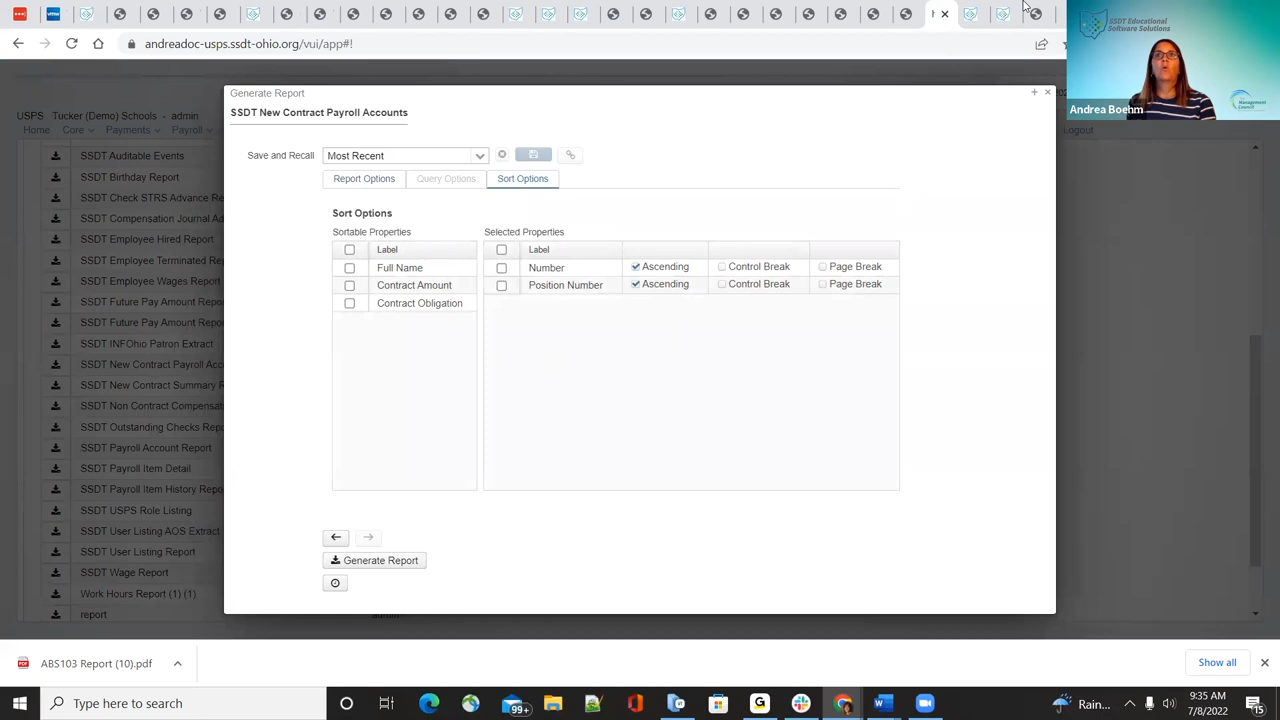 andreadoc-usps.ssdt-ohio.org/vui/app#!
SSDT Educational
Software Solutions
Management
Council
Andrea Boehm
USPS Tucker (Demo) Schools - admin
Home Core Payments Payroll
Logout
SSDT Auditable Events
SSDT Birthday Report
SSDT Check STRS Advance Re
SSDT Compensation Journal Ad
SSDT Employee Hired Report
SSDT Employee Terminated Rep
SSDT Employee Wages Report
SSDT Future Pay Amount Repor
SSDT Future Pay Amount Repor
SSDT INFOhio Patron Extract
SSDT New Contract Payroll Acc
SSDT New Contract Summary R
SSDT Non Contract Compensat
SSDT Outstanding Checks Repo
SSDT Payroll Account Report
SSDT Payroll Item Detail
SSDT Payroll Item History Repo
SSDT USPS Role Listing
SSDT User Listing AOS Extract
SSDT User Listing Report
SSDT Wage Report
Work Hours Report (1) (1)
report
admin
Generate Report
SSDT New Contract Payroll Accounts
Save and Recall Most Recent
Report Options Query Options Sort Options
Sort Options
Sortable Properties Selected Properties
Label Label
Full Name Number Ascending Control Break Page Break
Contract Amount Position Number Ascending Control Break Page Break
Contract Obligation
Generate Report
ABS103 Report (10).pdf
Show all
Type here to search
99+
Rain...
9:35 AM
7/8/2022
15